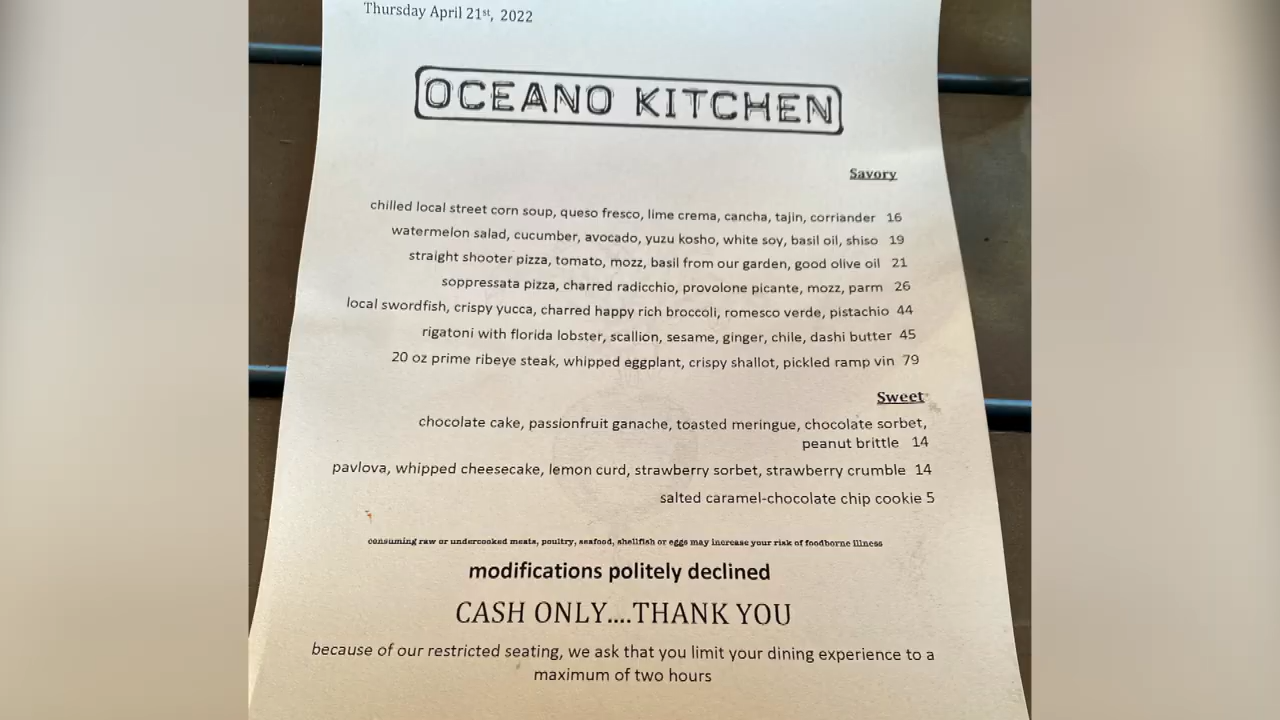 Thursday April 21st, 2022
OCEANO KITCHEN
Savory
chilled local street corn soup, queso fresco, lime crema, cancha, tajin, corriander 16
watermelon salad, cucumber, avocado, yuzu kosho, white soy, basil oil, shiso 19
straight shooter pizza, tomato, mozz, basil from our garden, good olive oil 21
soppressata pizza, charred radicchio, provolone picante, mozz, parm 26
local swordfish, crispy yucca, charred happy rich broccoli, romesco verde, pistachio 44
rigatoni with florida lobster, scallion, sesame, ginger, chile, dashi butter 45
20 oz prime ribeye steak, whipped eggplant, crispy shallot, pickled ramp vin 79
Sweet
chocolate cake, passionfruit ganache, toasted meringue, chocolate sorbet,
peanut brittle 14
pavlova, whipped cheesecake, lemon curd, strawberry sorbet, strawberry crumble 14
salted caramel-chocolate chip cookie 5
consuming raw or undercooked meats, poultry, seafood, shellfish or eggs may increase your risk of foodborne illness
modifications politely declined
CASH ONLY....THANK YOU
because of our restricted seating, we ask that you limit your dining experience to a
maximum of two hours